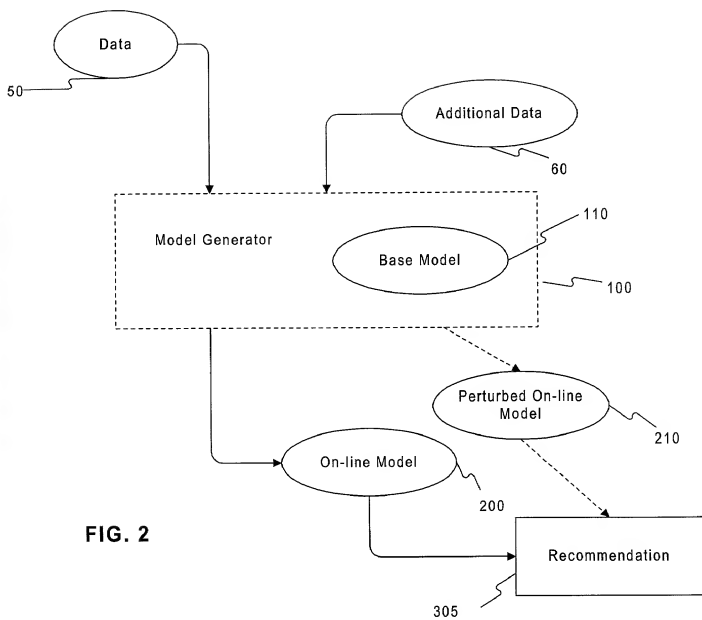 Data
50
Additional Data
60
110
Model Generator
Base Model
100
Perturbed On-line
Model
210
On-line Model
200
FIG. 2
Recommendation
305